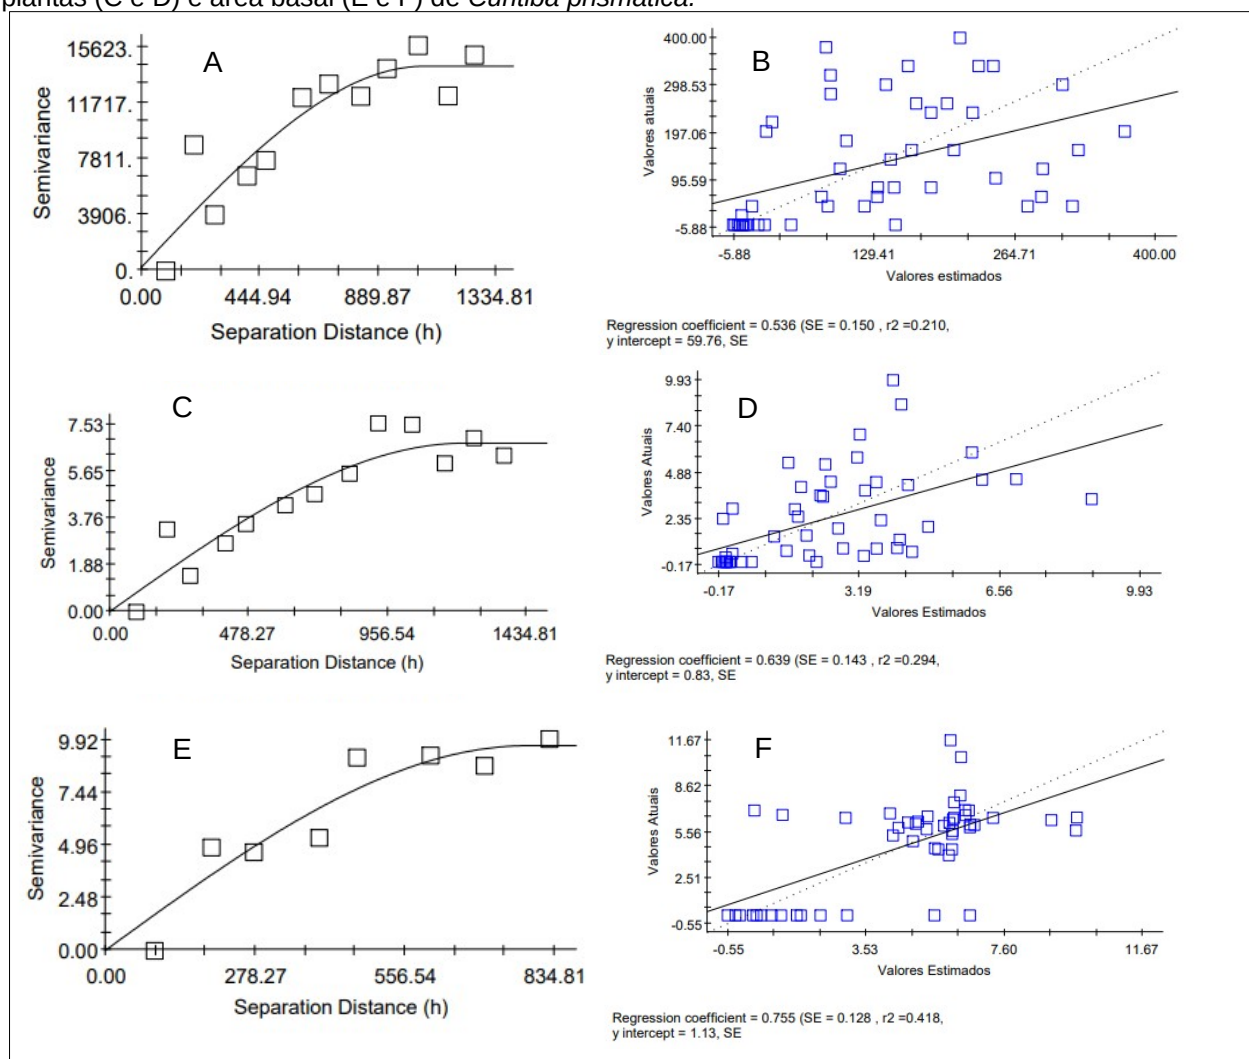 plantas (C e D) e área basal (E e F) de Curitiba prismatica.
A
Semivariance
15623.
11717.
7811.
3906.
0.
0.00 444.94 889.87 1334.81
Separation Distance (h)
B
Valores atuais
400.00
298.53
197.06
95.59
-5.88
-5.88 129.41 264.71 400.00
Valores estimados
Regression coefficient = 0.536 (SE = 0.150 , r2 =0.210,
y intercept = 59.76, SE
C
Semivariance
7.53
5.65
3.76
1.88
0.00
0.00 478.27 956.54 1434.81
Separation Distance (h)
D
Valores Atuais
9.93
7.40
4.88
2.35
-0.17
-0.17 3.19 6.56 9.93
Valores Estimados
Regression coefficient = 0.639 (SE = 0.143 , r2 =0.294,
y intercept = 0.83, SE
E
Semivariance
9.92
7.44
4.96
2.48
0.00
0.00 278.27 556.54 834.81
Separation Distance (h)
F
Valores Atuais
11.67
8.62
5.56
2.51
-0.55
-0.55 3.53 7.60 11.67
Valores Estimados
Regression coefficient = 0.755 (SE = 0.128 , r2 =0.418,
y intercept = 1.13, SE